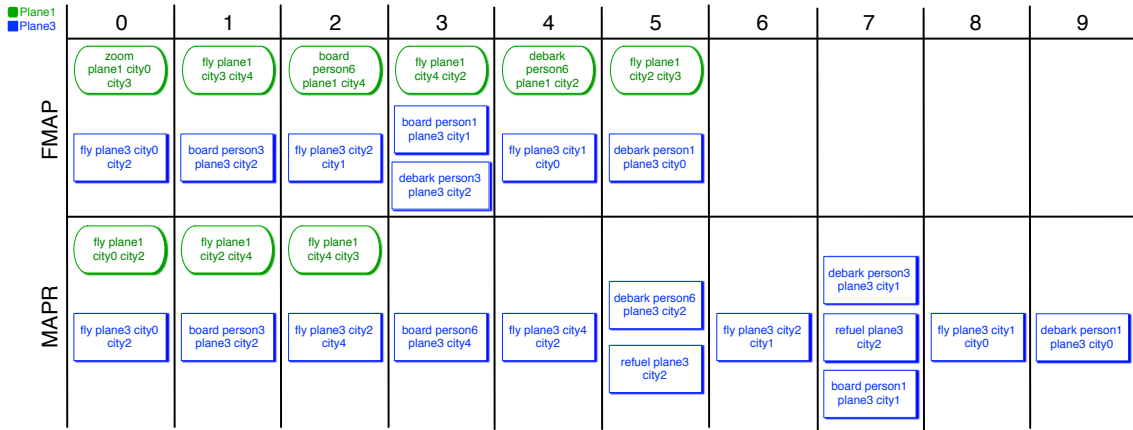 Plane1
Plane3
0 1 2 3 4 5 6 7 8 9
FMAP
zoom
plane1 city0
city3
fly plane1
city3 city4
board
person6
plane1 city4
fly plane1
city4 city2
debark
person6
plane1 city2
fly plane1
city2 city3
fly plane3 city0
city2
board person3
plane3 city2
fly plane3 city2
city1
board person1
plane3 city1
debark person3
plane3 city2
fly plane3 city1
city0
debark person1
plane3 city0
MAPR
fly plane1
city0 city2
fly plane1
city2 city4
fly plane1
city4 city3
fly plane3 city0
city2
board person3
plane3 city2
fly plane3 city2
city4
board person6
plane3 city4
fly plane3 city4
city2
debark person6
plane3 city2
refuel plane3
city2
fly plane3 city2
city1
debark person3
plane3 city1
refuel plane3
city2
board person1
plane3 city1
fly plane3 city1
city0
debark person1
plane3 city0